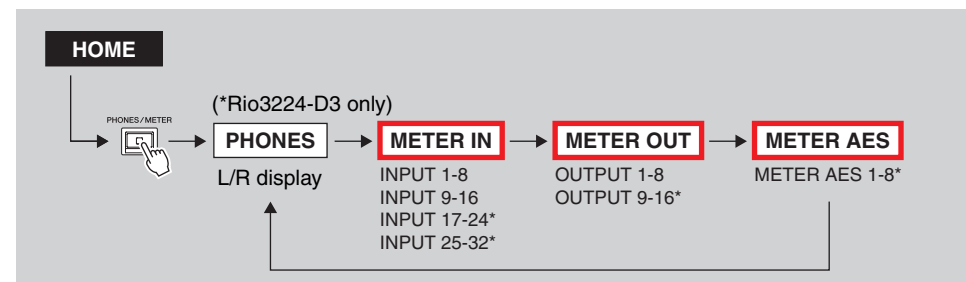 HOME
(*Rio3224-D3 only)
PHONES/METER
PHONES
METER IN
METER OUT
METER AES
L/R display
INPUT 1-8
INPUT 9-16
INPUT 17-24*
INPUT 25-32*
OUTPUT 1-8
OUTPUT 9-16*
METER AES 1-8*